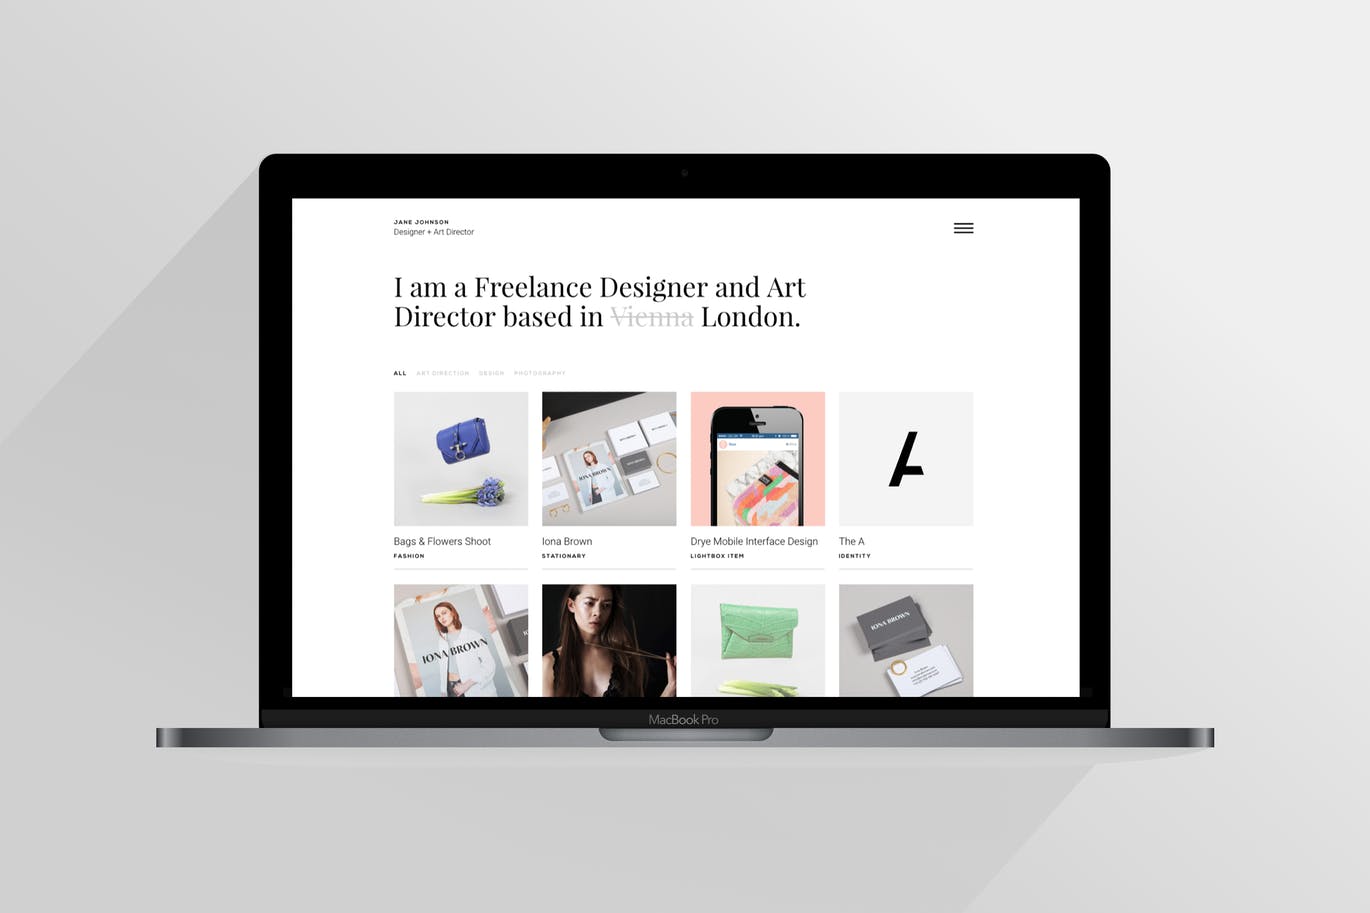 JANE JOHNSON
Designer + Art Director
I am a Freelance Designer and Art
Director based in Vienna London.
ALL ART DIRECTION DESIGN PHOTOGRAPHY
IONA BROWN
Bags & Flowers Shoot
FASHION
Iona Brown
STATIONARY
Drye Mobile Interface Design
LIGHTBOX ITEM
The A
IDENTITY
IONA BROWN
IONA BROWN
MacBook Pro